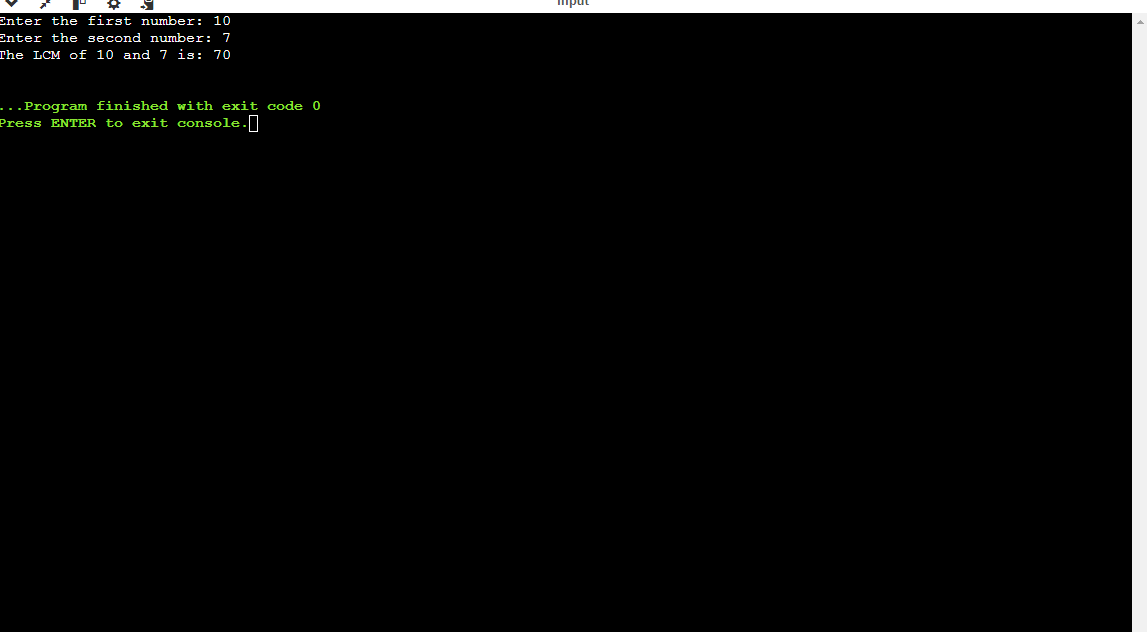 input
Enter the first number: 10
Enter the second number: 7
The LCM of 10 and 7 is: 70
...Program finished with exit code 0
Press ENTER to exit console.